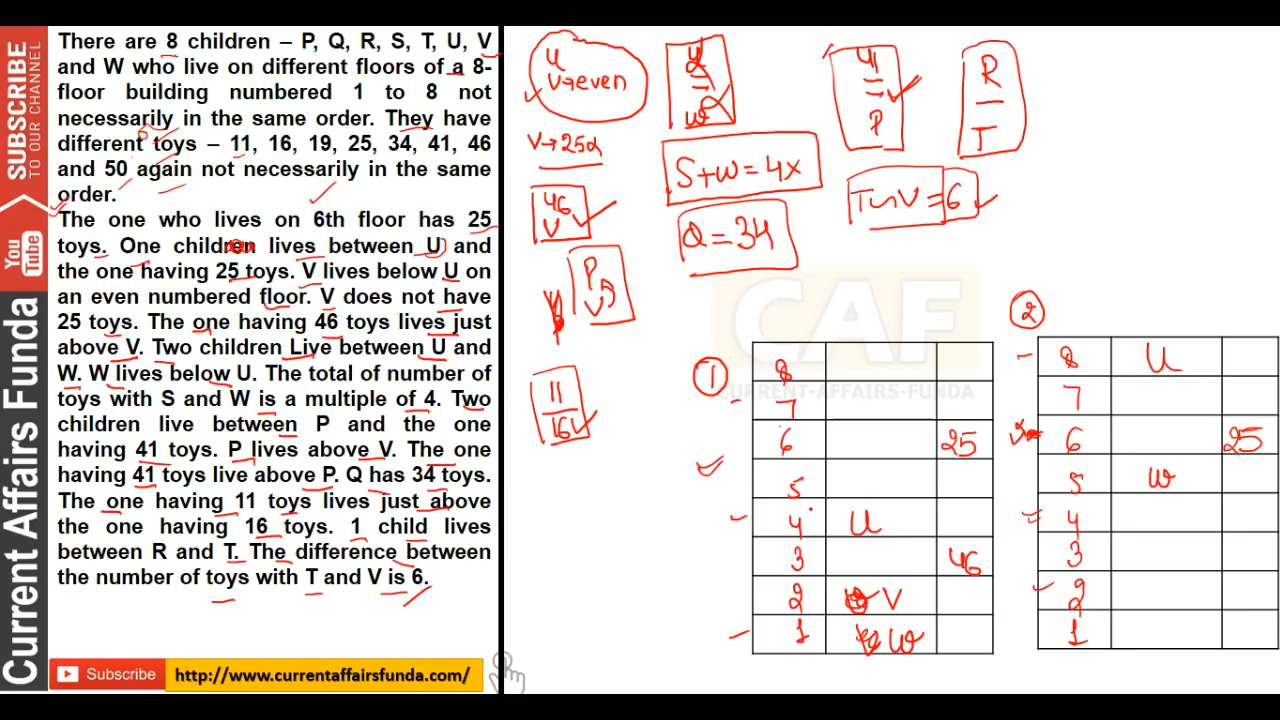 SUBSCRIBE
TO OUR CHANNEL
You
Tube
Current Affairs Funda
There are 8 children – P, Q, R, S, T, U, V
and W who live on different floors of a 8-
floor building numbered 1 to 8 not
necessarily in the same order. They have
different toys – 11, 16, 19, 25, 34, 41, 46
and 50 again not necessarily in the same
order.
The one who lives on 6th floor has 25
toys. One children lives between U and
the one having 25 toys. V lives below U on
an even numbered floor. V does not have
25 toys. The one having 46 toys lives just
above V. Two children Live between U and
W. W lives below U. The total of number of
toys with S and W is a multiple of 4. Two
children live between P and the one
having 41 toys. P lives above V. The one
having 41 toys live above P. Q has 34 toys.
The one having 11 toys lives just above
the one having 16 toys. 1 child lives
between R and T. The difference between
the number of toys with T and V is 6.
Subscribe
http://www.currentaffairsfunda.com/
U
V→even
V→25
46
V
P
V
11
16
U
W
41
P
R
T
S+W=4x
T~V=6
Q=34
CAF
CURRENT-AFFAIRS-FUNDA
1
8
7
6 25
5
4 U
3 46
2 V
1 W
2
8 U
7
6 25
5 W
4
3
2
1